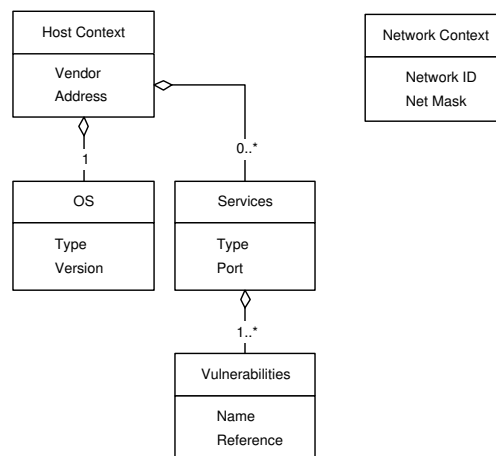 Host Context
Vendor
Address
Network Context
Network ID
Net Mask
1
0..*
OS
Type
Version
Services
Type
Port
1..*
Vulnerabilities
Name
Reference